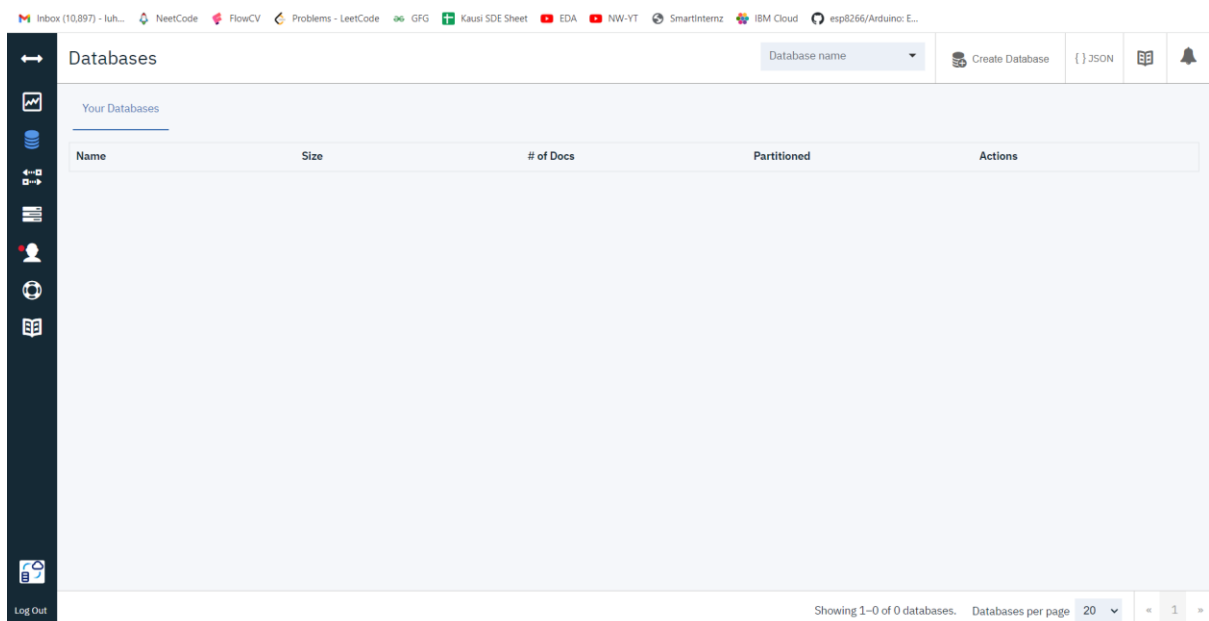 Inbox (10,897) - luh... NeetCode FlowCV Problems - LeetCode GFG Kausi SDE Sheet EDA NW-YT SmartInternz IBM Cloud esp8266/Arduino: E...
Databases Database name Create Database { } JSON
Your Databases
Name Size # of Docs Partitioned Actions
Log Out Showing 1–0 of 0 databases. Databases per page 20 « 1 »